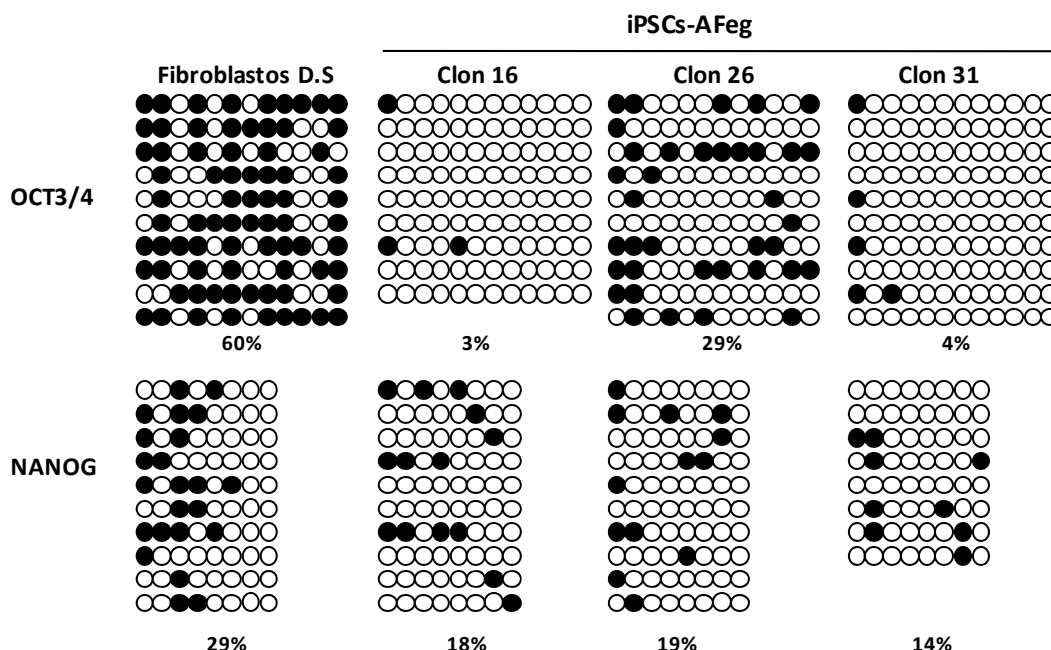 iPSCs-AFeg
Fibroblastos D.S Clon 16 Clon 26 Clon 31
OCT3/4
60% 3% 29% 4%
NANOG
29% 18% 19% 14%